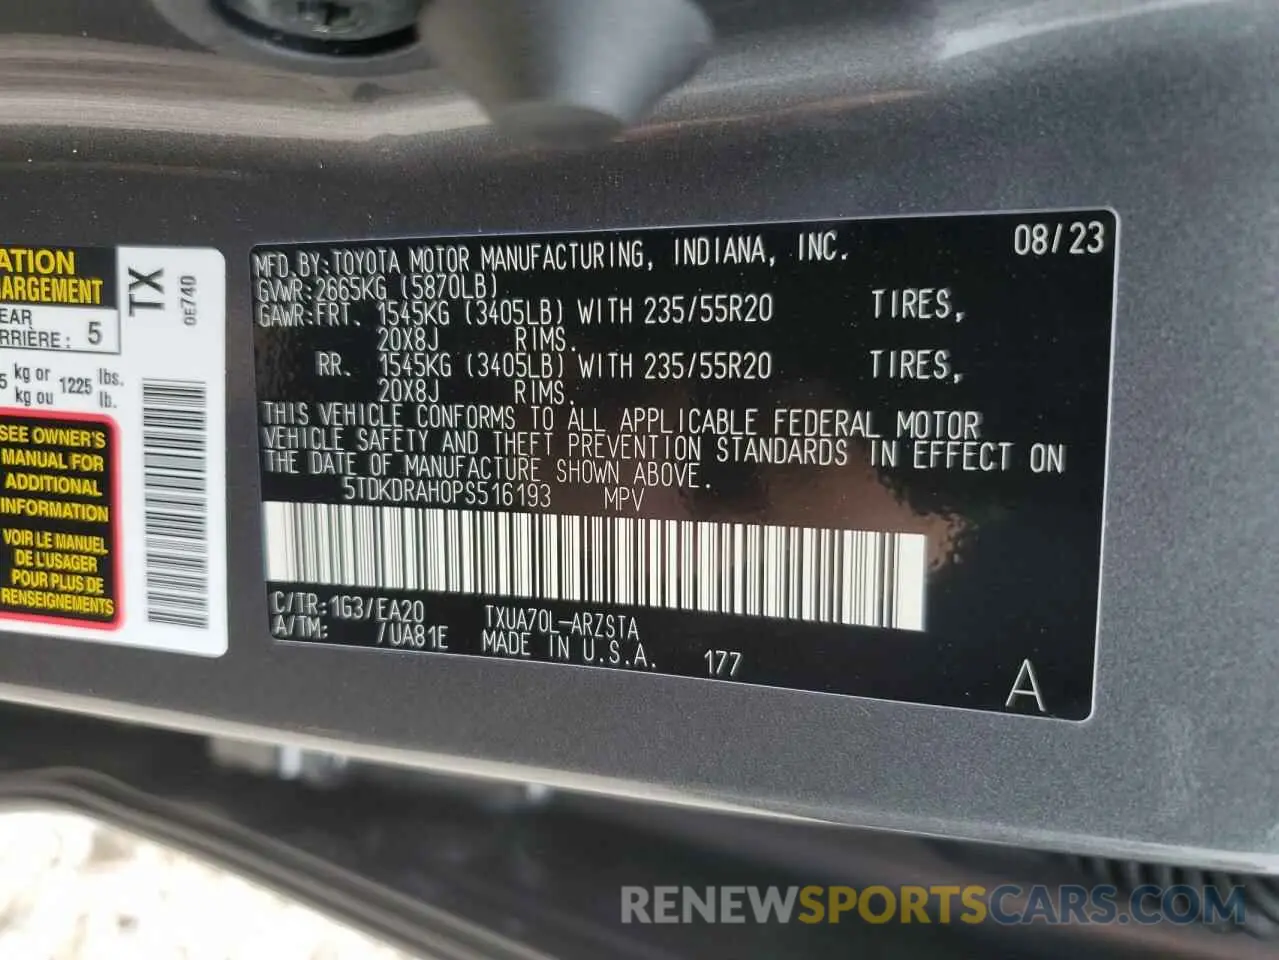 ATION
ARGEMENT
EAR
RRIÈRE : 5
5 kg or 1225 lbs.
kg ou lb.
SEE OWNER'S
MANUAL FOR
ADDITIONAL
INFORMATION
VOIR LE MANUEL
DE L'USAGER
POUR PLUS DE
RENSEIGNEMENTS
TX
0E740
MFD.BY:TOYOTA MOTOR MANUFACTURING, INDIANA, INC. 08/23
GVWR:2665KG (5870LB)
GAWR:FRT. 1545KG (3405LB) WITH 235/55R20 TIRES,
20X8J RIMS.
RR. 1545KG (3405LB) WITH 235/55R20 TIRES,
20X8J RIMS.
THIS VEHICLE CONFORMS TO ALL APPLICABLE FEDERAL MOTOR
VEHICLE SAFETY AND THEFT PREVENTION STANDARDS IN EFFECT ON
THE DATE OF MANUFACTURE SHOWN ABOVE.
5TDKDRAH0PS516193 MPV
C/TR:1G3/EA20 TXUA70L-ARZSTA
A/TM: /UA81E MADE IN U.S.A. 177
A
RENEWSPORTSCARS.COM